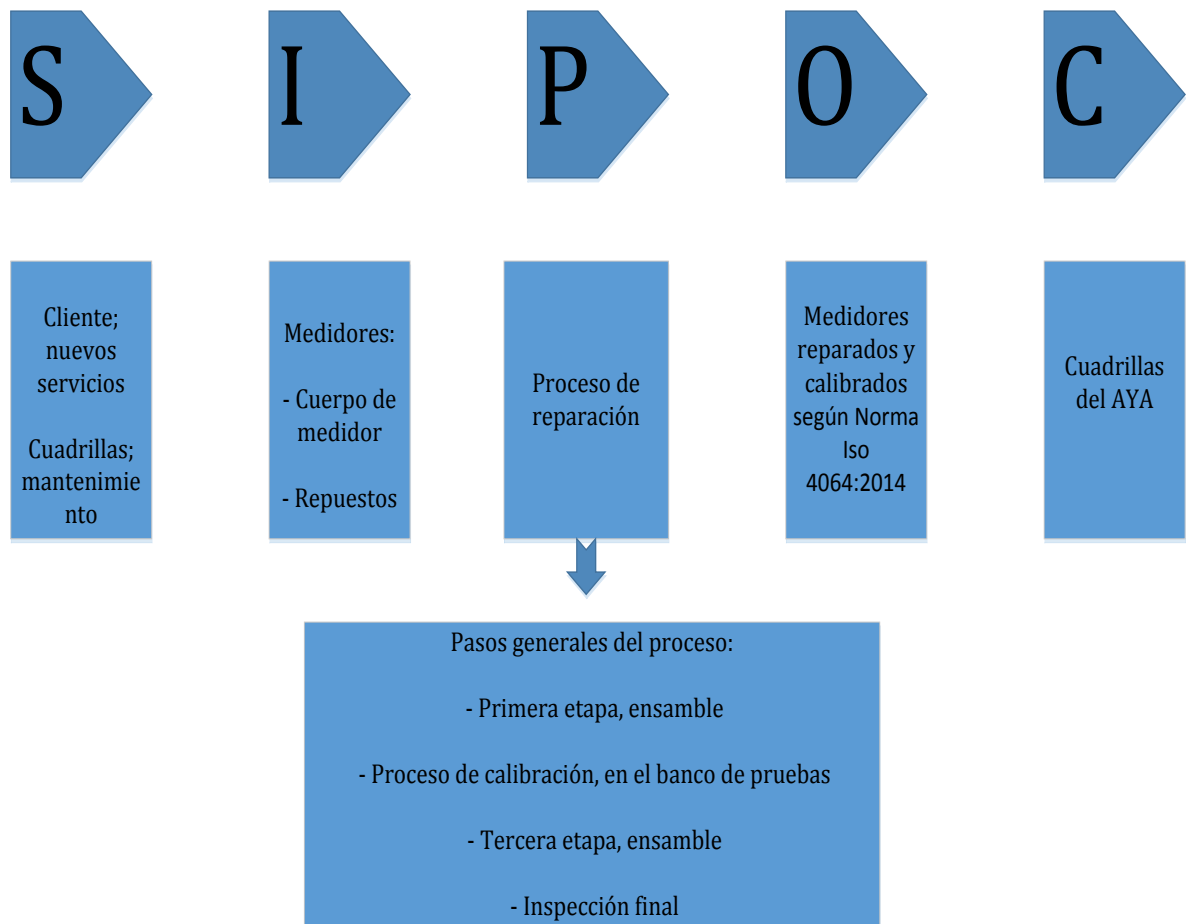 S
I
P
O
C
Cliente;
nuevos
servicios
Cuadrillas;
mantenimie
nto
Medidores:
- Cuerpo de
medidor
- Repuestos
Proceso de
reparación
Medidores
reparados y
calibrados
según Norma
Iso
4064:2014
Cuadrillas
del AYA
Pasos generales del proceso:
- Primera etapa, ensamble
- Proceso de calibración, en el banco de pruebas
- Tercera etapa, ensamble
- Inspección final